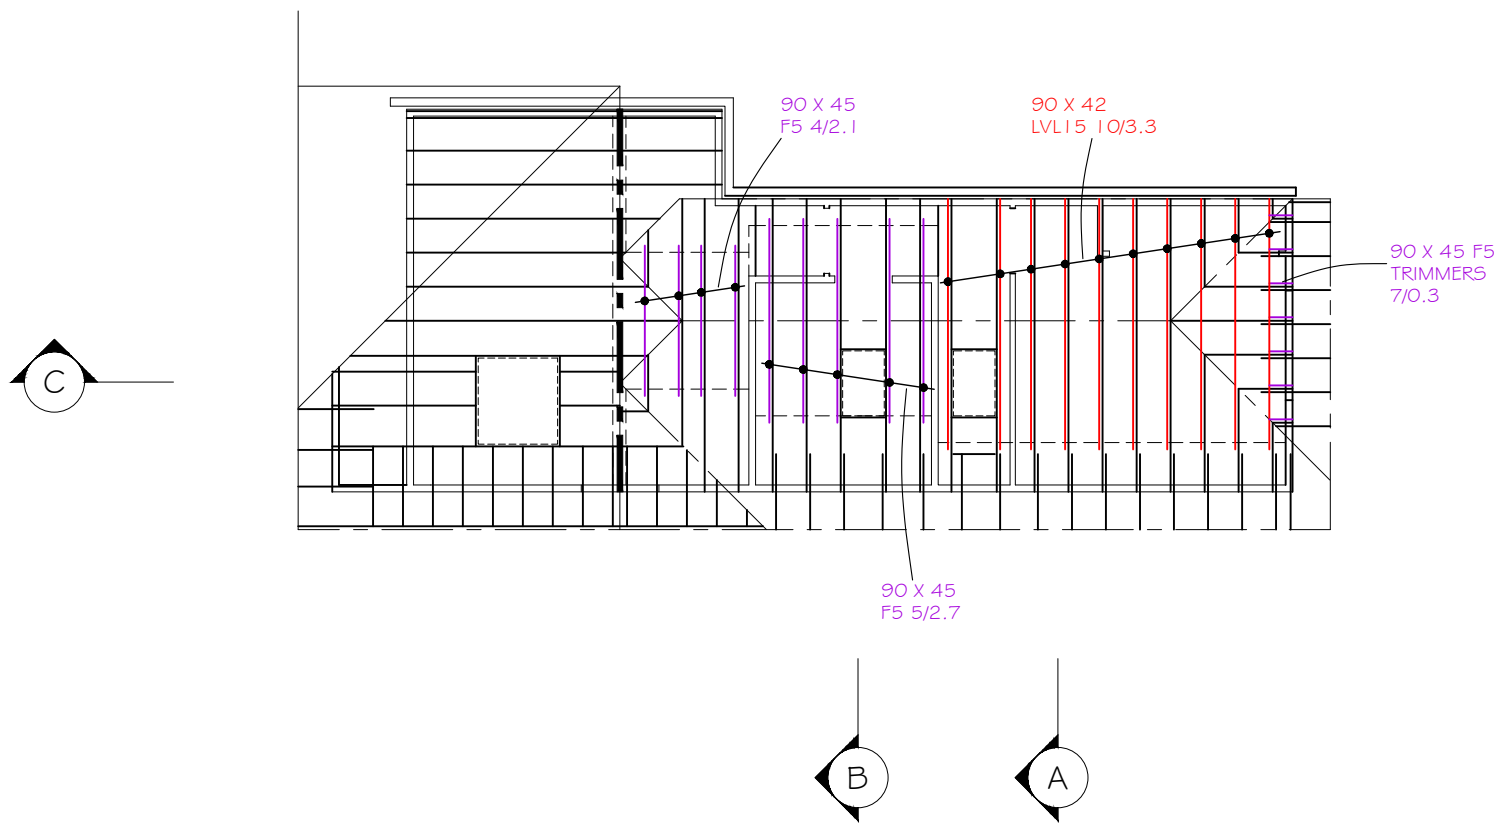 90 X 45
F5 4/2.1
90 X 42
LVL15 10/3.3
90 X 45 F5
TRIMMERS
7/0.3
C
90 X 45
F5 5/2.7
B
A